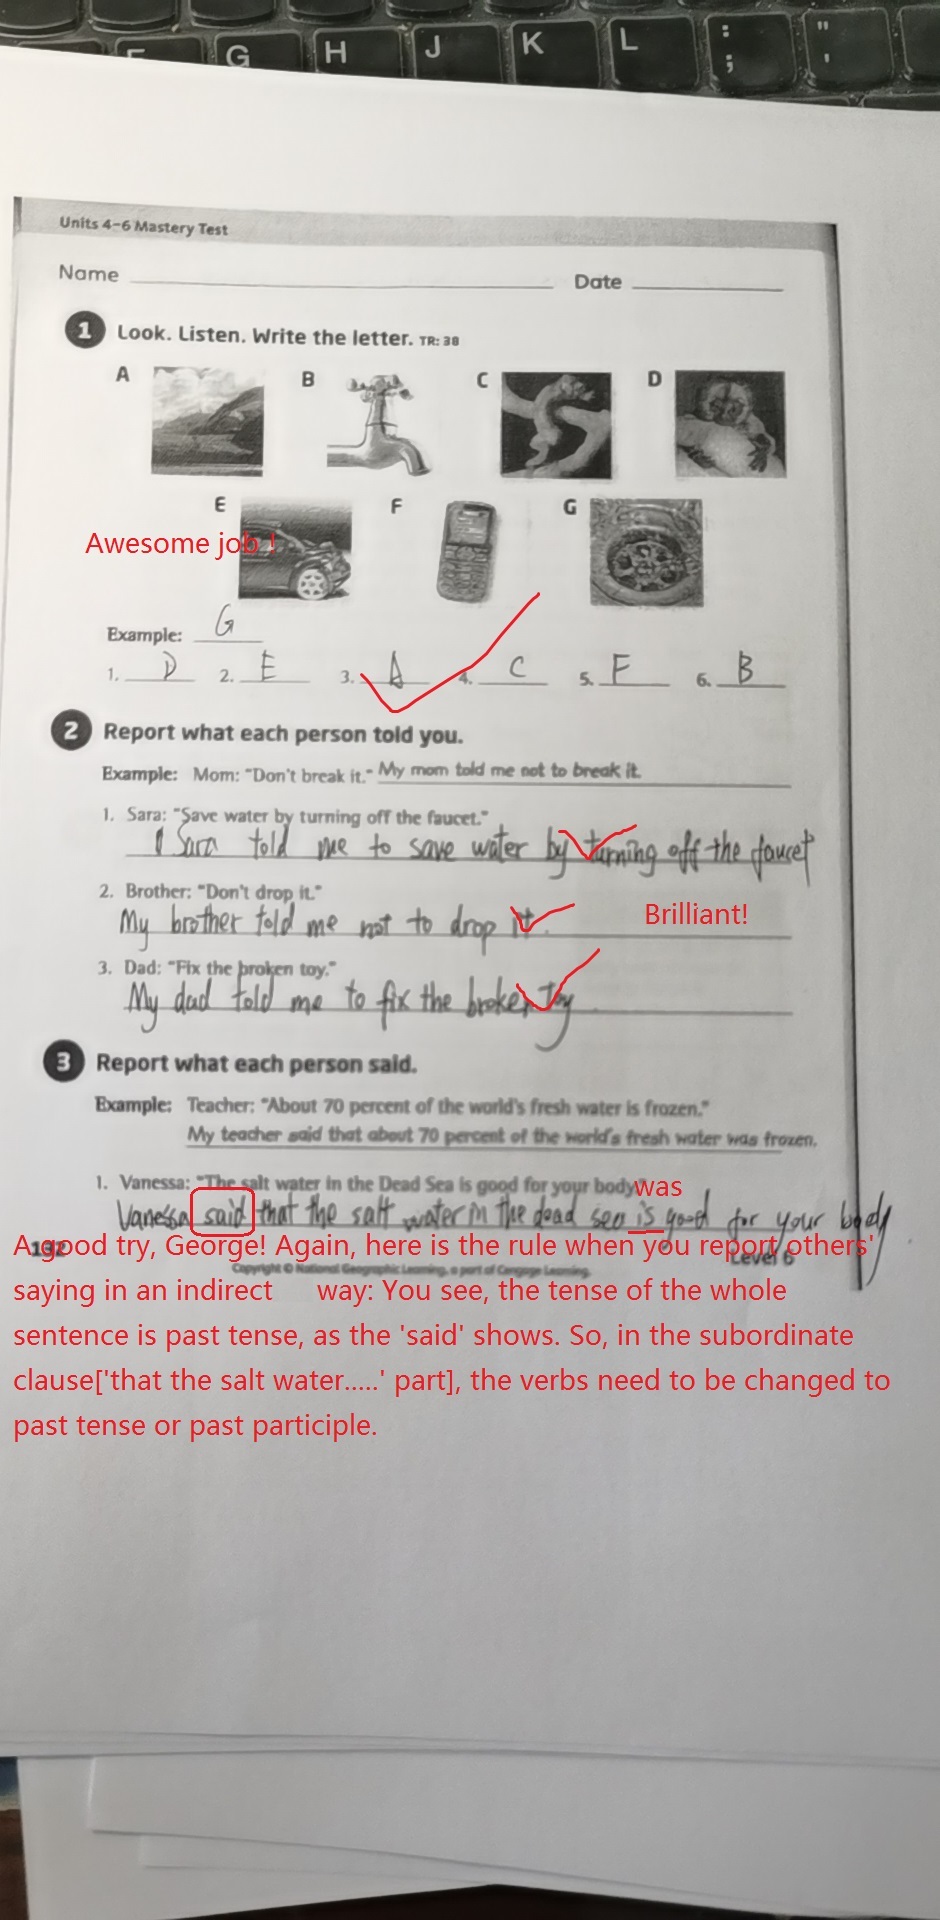 F G H J K L : ; " '
Units 4-6 Mastery Test
Name Date
1 Look. Listen. Write the letter. TR: 38
A B C D
E F G
Awesome job !
Example: G
1. D 2. E 3. A 4. C 5. F 6. B
2 Report what each person told you.
Example: Mom: "Don't break it." My mom told me not to break it.
1. Sara: "Save water by turning off the faucet."
Sara told me to save water by turning off the faucet
2. Brother: "Don't drop it."
My brother told me not to drop it.
Brilliant!
3. Dad: "Fix the broken toy."
My dad told me to fix the broken toy
3 Report what each person said.
Example: Teacher: "About 70 percent of the world's fresh water is frozen."
My teacher said that about 70 percent of the world's fresh water was frozen.
1. Vanessa: "The salt water in the Dead Sea is good for your body."
was
Vanessa said that the salt water in the dead sea is good for your body
A good try, George! Again, here is the rule when you report others'
132 Level 6
Copyright © National Geographic Learning, a part of Cengage Learning.
saying in an indirect way: You see, the tense of the whole
sentence is past tense, as the 'said' shows. So, in the subordinate
clause['that the salt water.....' part], the verbs need to be changed to
past tense or past participle.